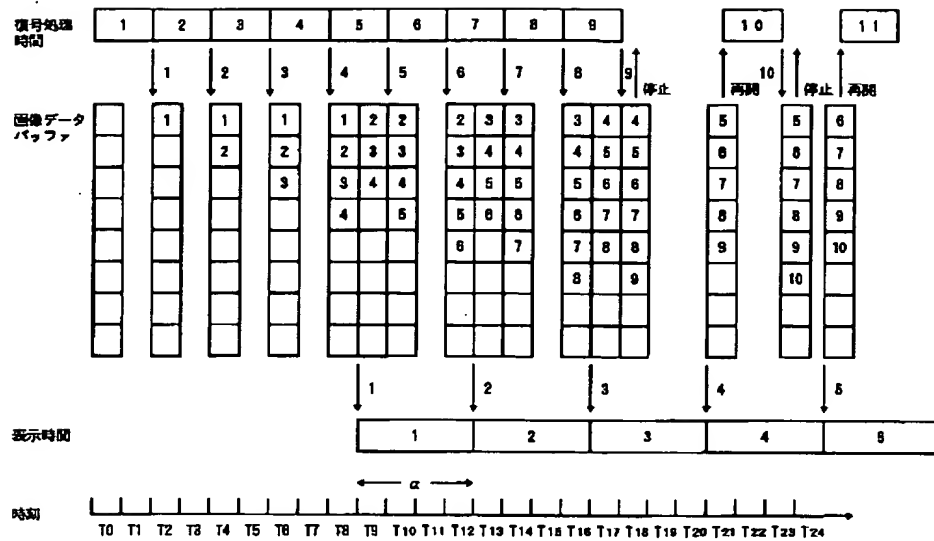 復号処理 1 2 3 4 5 6 7 8 9 10 11
時間
1 2 3 4 5 6 7 8 9 停止 再開 10 停止 再開
画像データ 1 1 1 1 2 2 2 3 3 3 4 4 5 5 6
バッファ 2 2 2 3 3 3 4 4 4 5 5 6 6 7
3 3 4 4 4 5 5 5 6 6 7 7 8
4 5 5 6 6 6 7 7 8 8 9
6 7 7 8 8 9 9 10
8 9 10
1 2 3 4 5
表示時間 1 2 3 4 5
α
時刻
T0 T1 T2 T3 T4 T5 T6 T7 T8 T9 T10 T11 T12 T13 T14 T15 T16 T17 T18 T19 T20 T21 T22 T23 T24